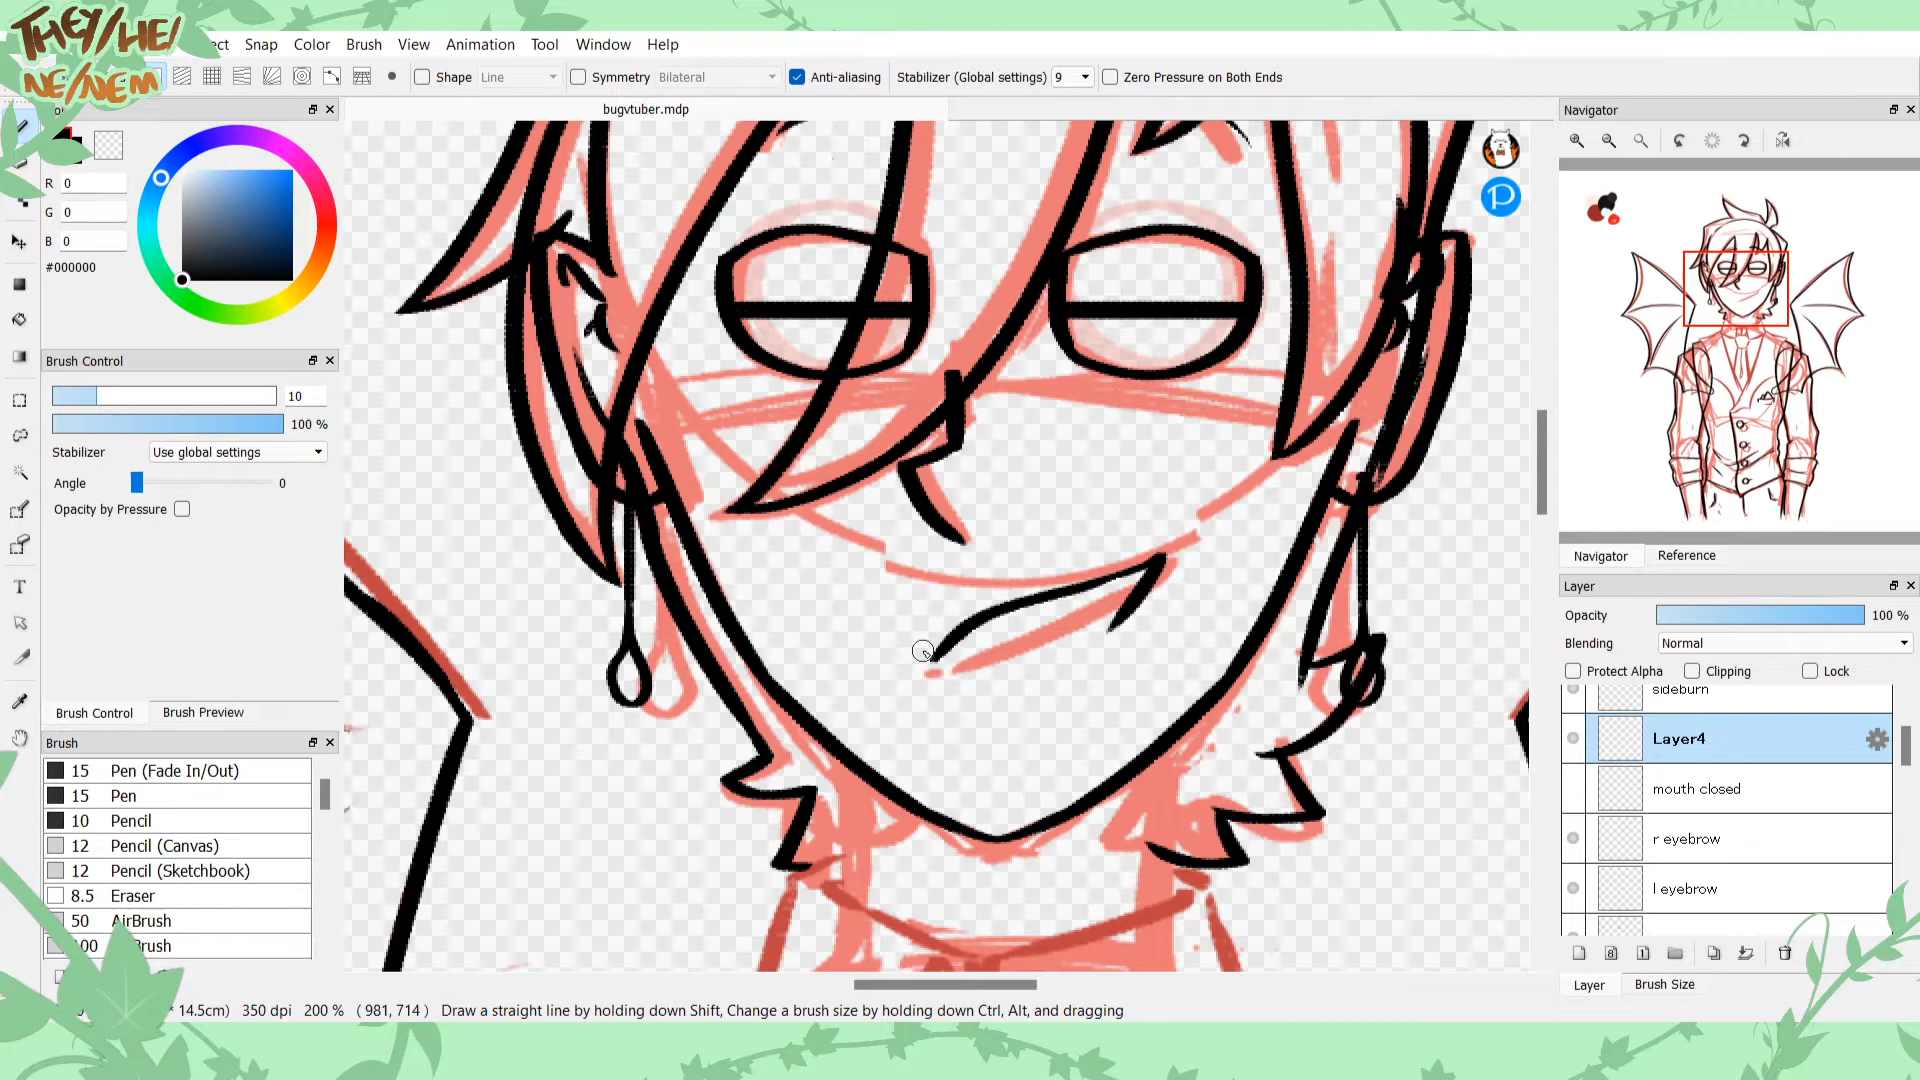 THEY/HE/
NE/NEM
Snap Color Brush View Animation Tool Window Help
Shape Line Symmetry Bilateral Anti-aliasing Stabilizer (Global settings) 9 Zero Pressure on Both Ends
bugvtuber.mdp
Navigator
R 0
G 0
B 0
#000000
Brush Control
10
100 %
Stabilizer Use global settings
Angle 0
Opacity by Pressure
Brush Control Brush Preview
Brush
15 Pen (Fade In/Out)
15 Pen
10 Pencil
12 Pencil (Canvas)
12 Pencil (Sketchbook)
8.5 Eraser
50 AirBrush
100
Navigator Reference
Layer
Opacity 100 %
Blending Normal
Protect Alpha Clipping Lock
sideburn
Layer4
mouth closed
r eyebrow
l eyebrow
Layer Brush Size
* 14.5cm) 350 dpi 200 % ( 981, 714 ) Draw a straight line by holding down Shift, Change a brush size by holding down Ctrl, Alt, and dragging